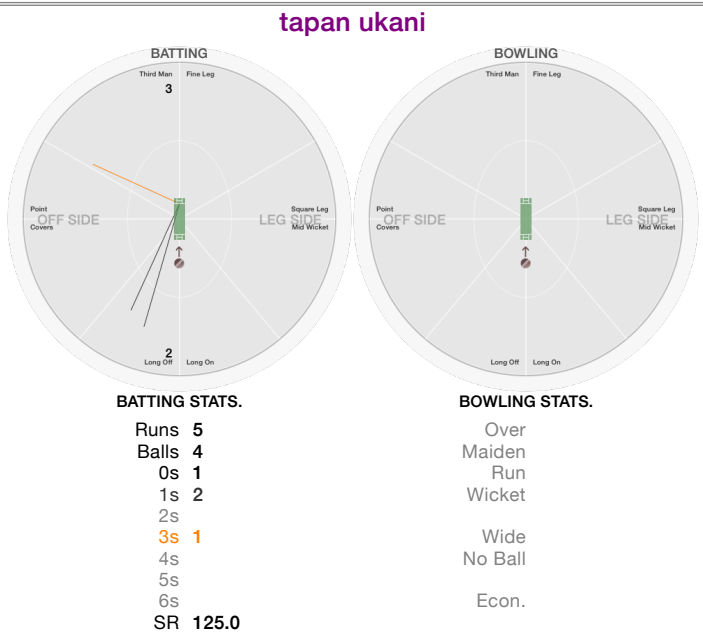 tapan ukani
BATTING
Third Man Fine Leg
3
Point
OFF SIDE
Covers
Square Leg
LEG SIDE
Mid Wicket
2
Long Off Long On
BOWLING
Third Man Fine Leg
Point
OFF SIDE
Covers
Square Leg
LEG SIDE
Mid Wicket
Long Off Long On
BATTING STATS.
Runs 5
Balls 4
0s 1
1s 2
2s
3s 1
4s
5s
6s
SR 125.0
BOWLING STATS.
Over
Maiden
Run
Wicket
Wide
No Ball
Econ.